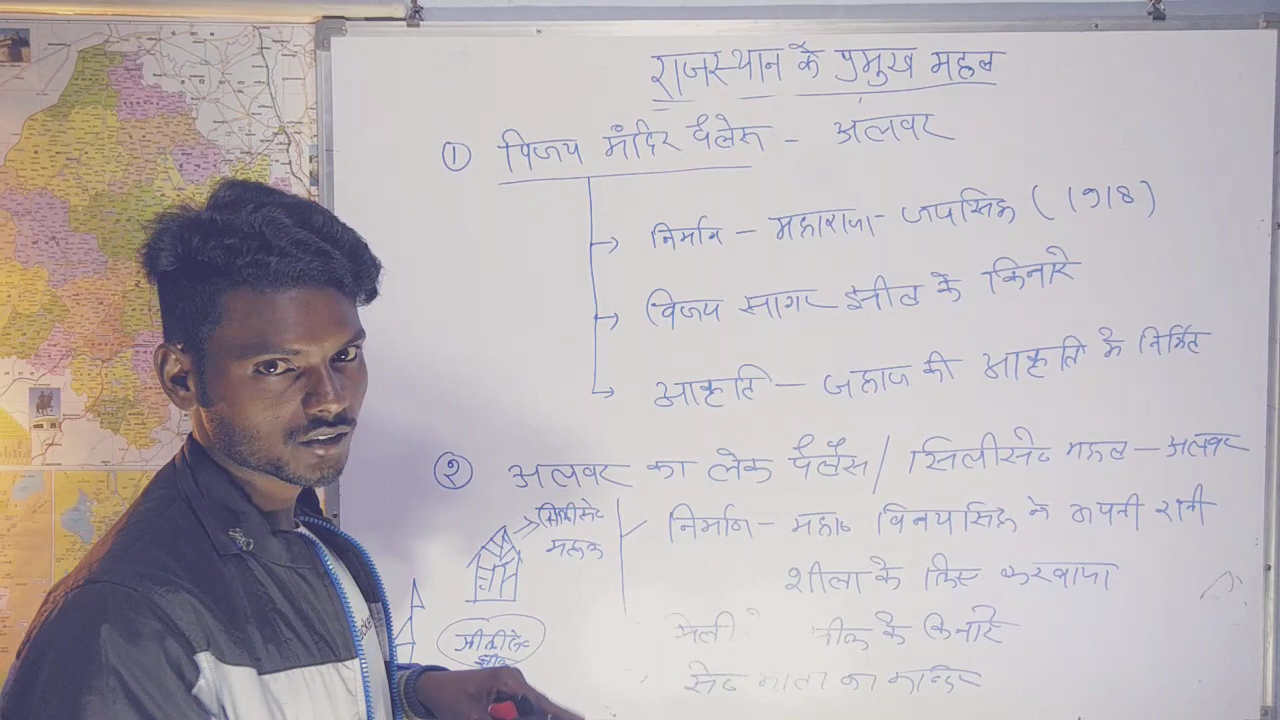 राजस्थान के प्रमुख महल
① विजय मंदिर पैलेस - अलवर
→ निर्माण - महाराजा - जयसिंह (1918)
→ विजय सागर झील के किनारे
→ आकृति - जहाज की आकृति के निर्मित
② अलवर का लेक पैलेस / सिलीसेढ महल - अलवर
निर्माण - महा॰ विनयसिंह ने अपनी रानी
शीला के लिए करवाया
झील के किनारे
माता का मन्दिर
सिलीसेढ
महल